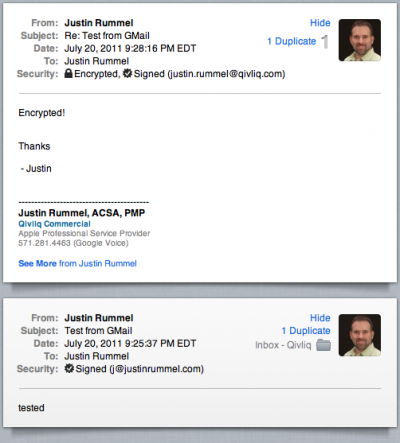 From: Justin Rummel Hide
Subject: Re: Test from GMail
Date: July 20, 2011 9:28:16 PM EDT 1 Duplicate 1
To: Justin Rummel
Security: Encrypted, Signed (justin.rummel@qivliq.com)
Encrypted!
Thanks
- Justin
-----------------------------------------
Justin Rummel, ACSA, PMP
Qivliq Commercial
Apple Professional Service Provider
571.281.4463 (Google Voice)
See More from Justin Rummel
From: Justin Rummel Hide
Subject: Test from GMail 1 Duplicate
Date: July 20, 2011 9:25:37 PM EDT Inbox - Qivliq
To: Justin Rummel
Security: Signed (j@justinrummel.com)
tested